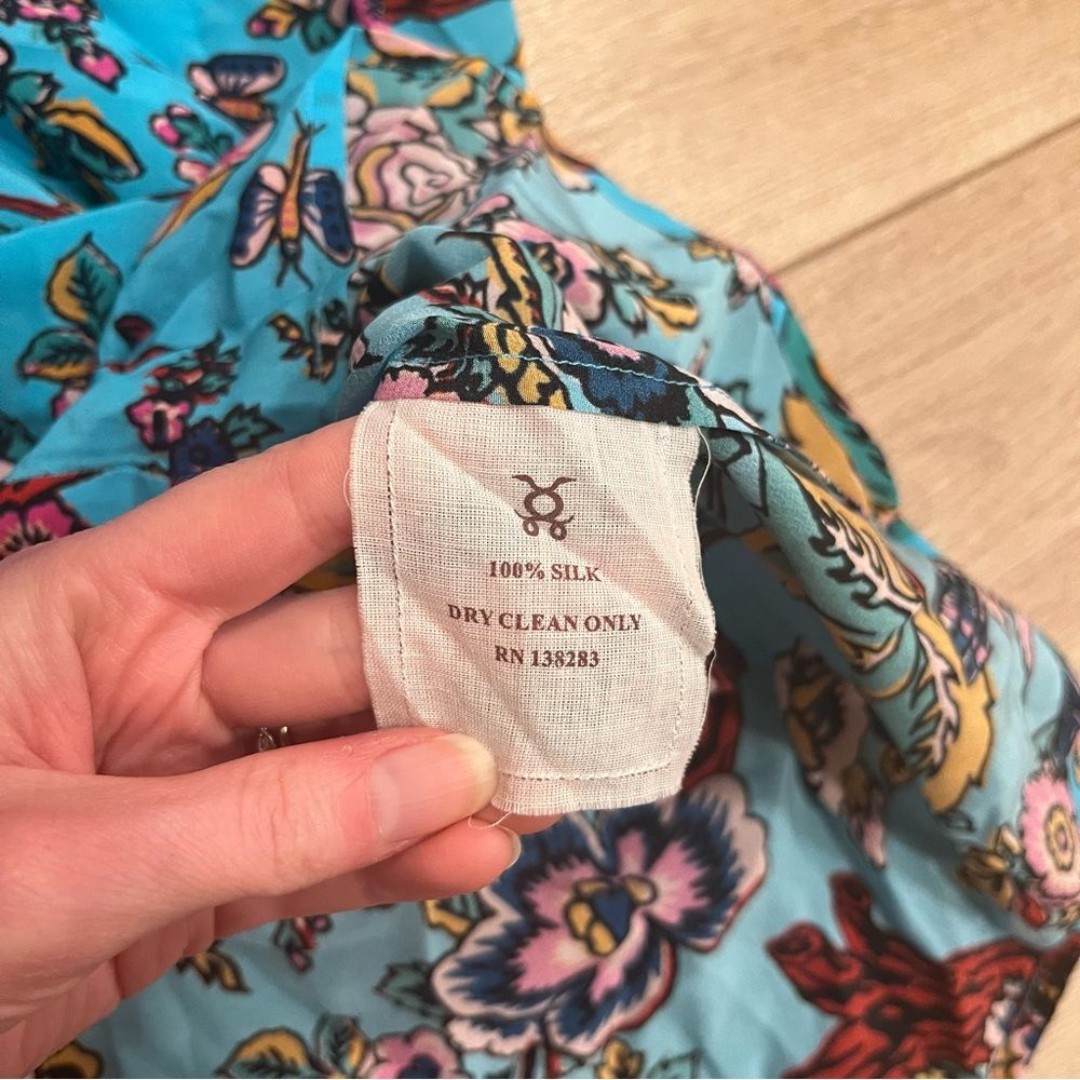 100% SILK
DRY CLEAN ONLY
RN 138283